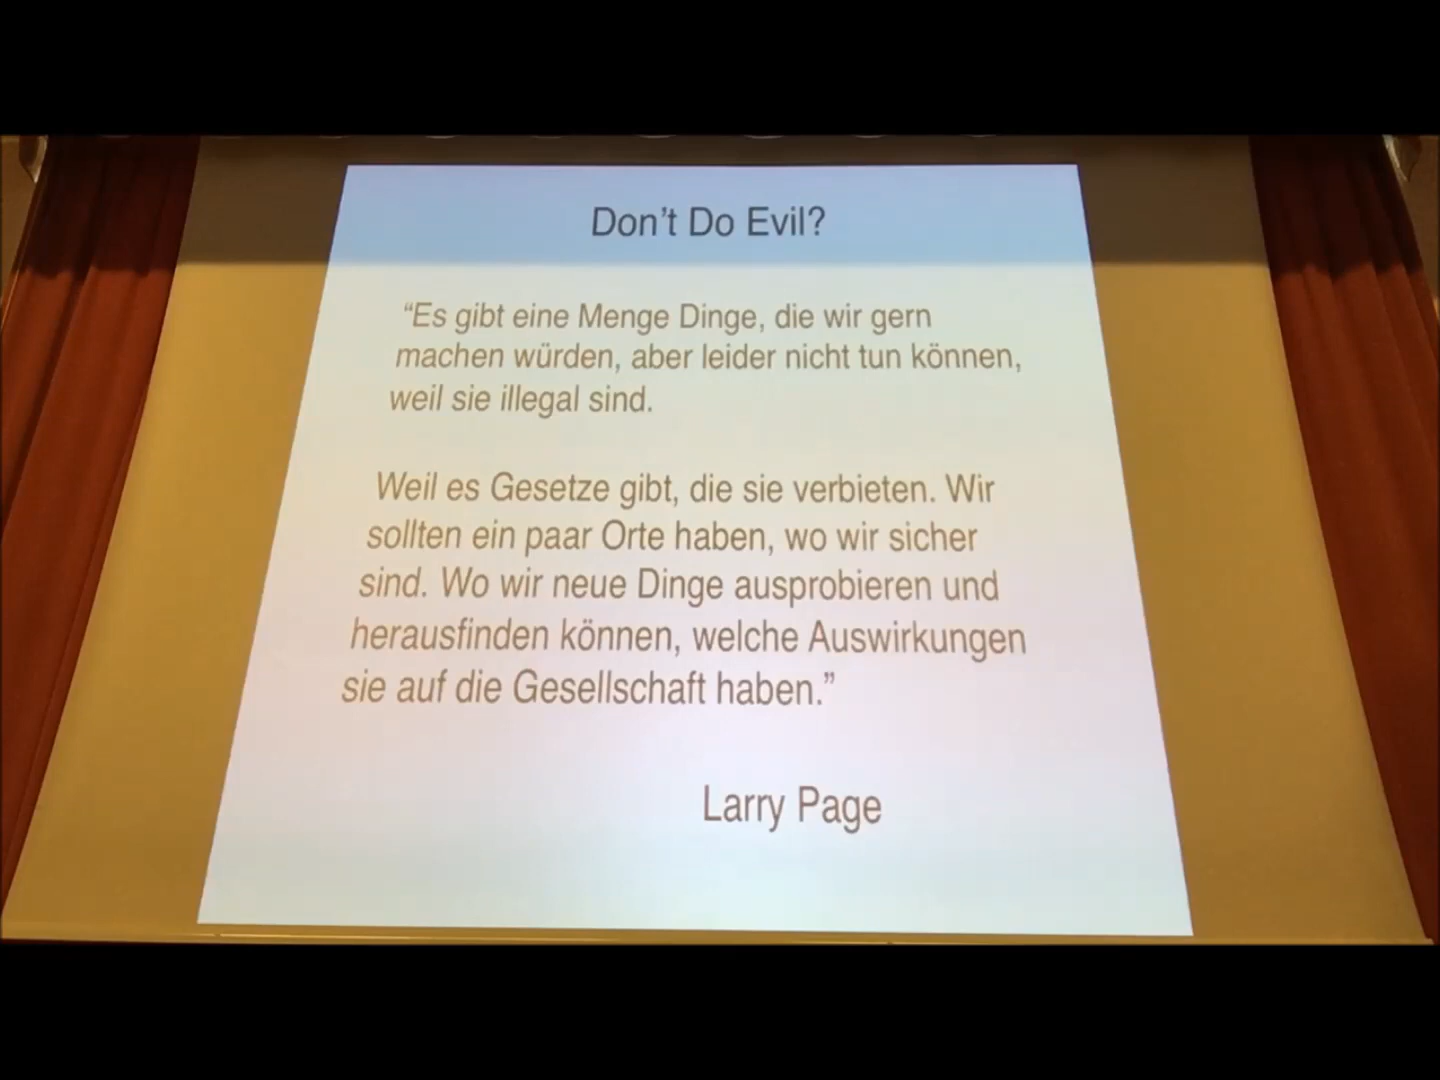 Don't Do Evil?
“Es gibt eine Menge Dinge, die wir gern
machen würden, aber leider nicht tun können,
weil sie illegal sind.
Weil es Gesetze gibt, die sie verbieten. Wir
sollten ein paar Orte haben, wo wir sicher
sind. Wo wir neue Dinge ausprobieren und
herausfinden können, welche Auswirkungen
sie auf die Gesellschaft haben.”
Larry Page